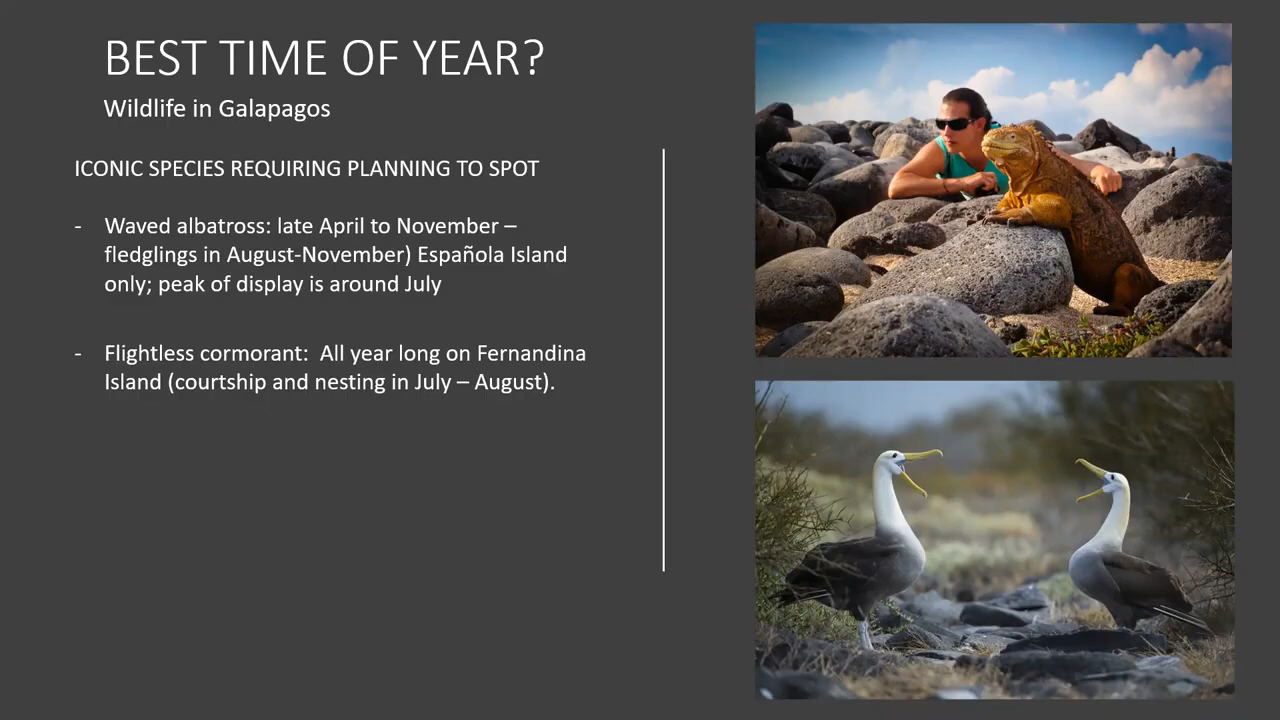 BEST TIME OF YEAR?
Wildlife in Galapagos
ICONIC SPECIES REQUIRING PLANNING TO SPOT
- Waved albatross: late April to November –
fledglings in August-November) Española Island
only; peak of display is around July
- Flightless cormorant:  All year long on Fernandina
Island (courtship and nesting in July – August).